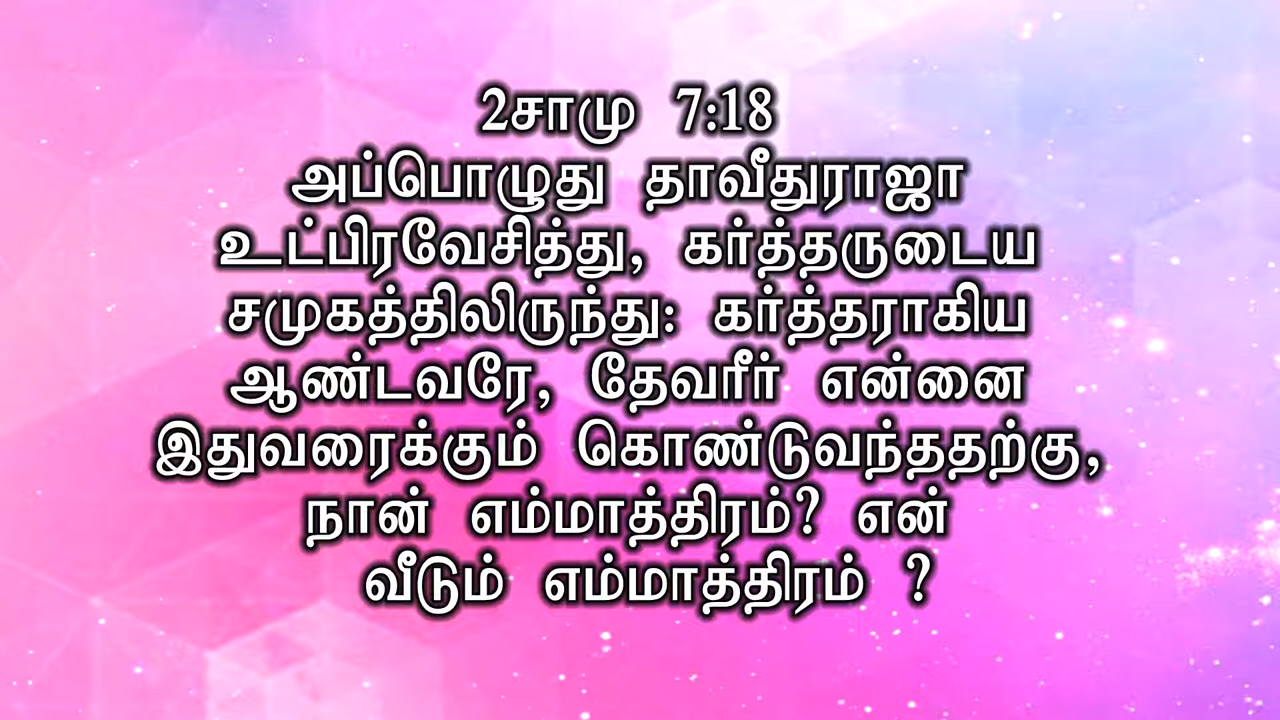 2சாமு 7:18
அப்பொழுது தாவீதுராஜா
உட்பிரவேசித்து, கர்த்தருடைய
சமுகத்திலிருந்து: கர்த்தராகிய
ஆண்டவரே, தேவரீர் என்னை
இதுவரைக்கும் கொண்டுவந்ததற்கு,
நான் எம்மாத்திரம்? என்
வீடும் எம்மாத்திரம் ?